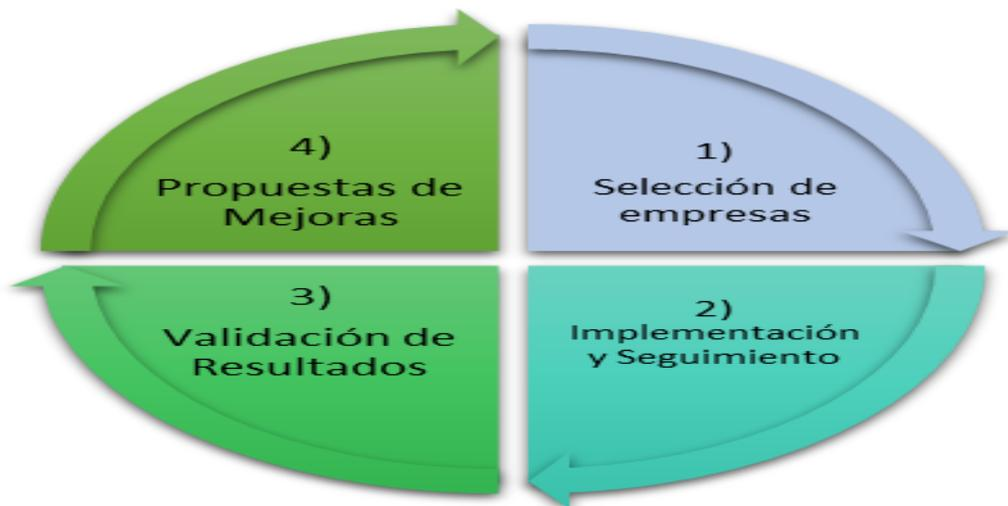 1)
Selección de
empresas
2)
Implementación
y Seguimiento
3)
Validación de
Resultados
4)
Propuestas de
Mejoras